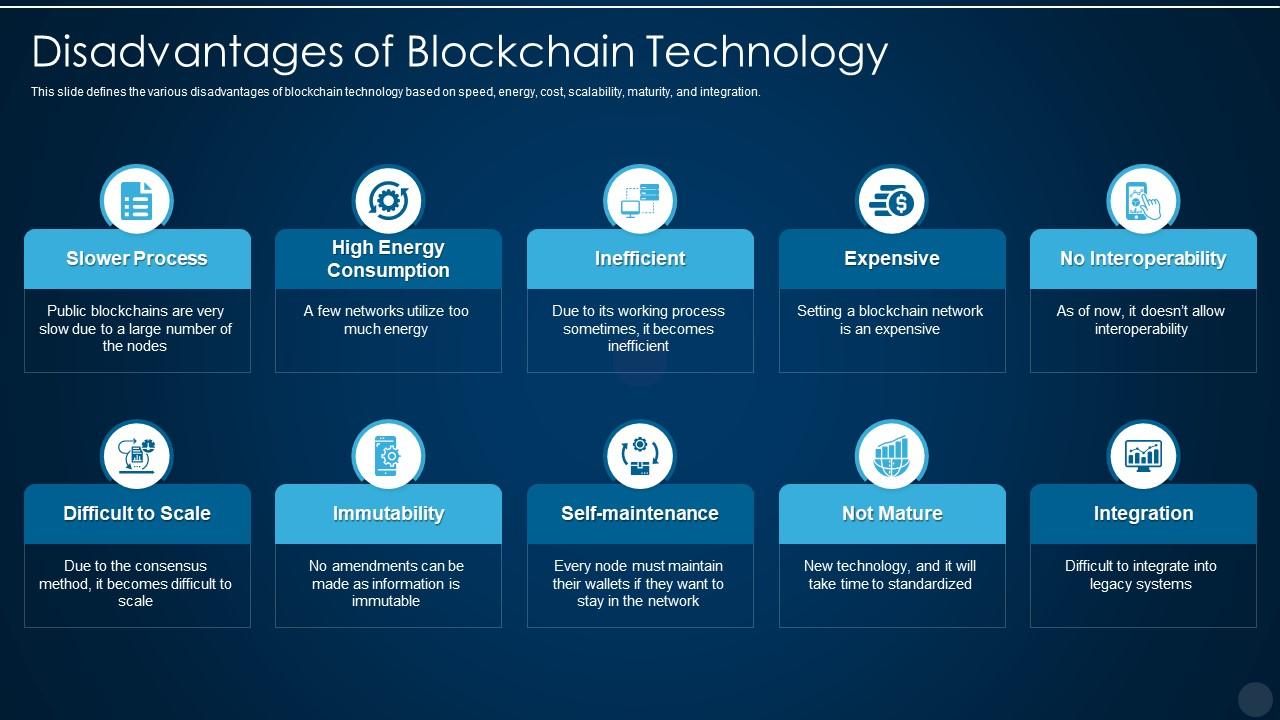 Disadvantages of Blockchain Technology
This slide defines the various disadvantages of blockchain technology based on speed, energy, cost, scalability, maturity, and integration.
Slower Process
Public blockchains are very
slow due to a large number of
the nodes
High Energy
Consumption
A few networks utilize too
much energy
Inefficient
Due to its working process
sometimes, it becomes
inefficient
Expensive
Setting a blockchain network
is an expensive
No Interoperability
As of now, it doesn’t allow
interoperability
Difficult to Scale
Due to the consensus
method, it becomes difficult to
scale
Immutability
No amendments can be
made as information is
immutable
Self-maintenance
Every node must maintain
their wallets if they want to
stay in the network
Not Mature
New technology, and it will
take time to standardized
Integration
Difficult to integrate into
legacy systems